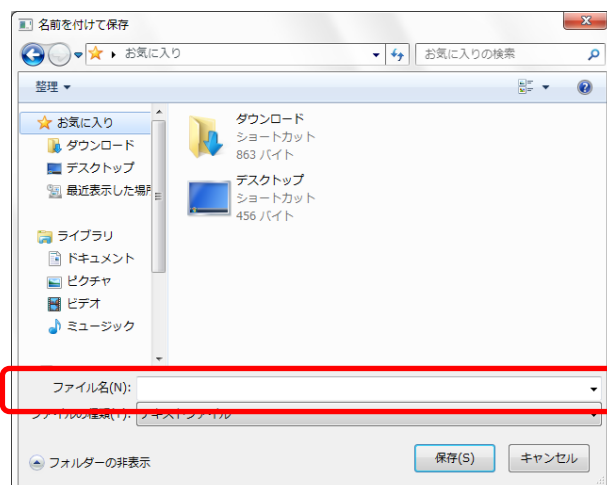 名前を付けて保存
お気に入り
お気に入りの検索
整理
お気に入り
ダウンロード
デスクトップ
最近表示した場所
ライブラリ
ドキュメント
ピクチャ
ビデオ
ミュージック
ダウンロード
ショートカット
863 バイト
デスクトップ
ショートカット
456 バイト
ファイル名(N):
ファイルの種類(T): テキストファイル
フォルダーの非表示
保存(S)
キャンセル